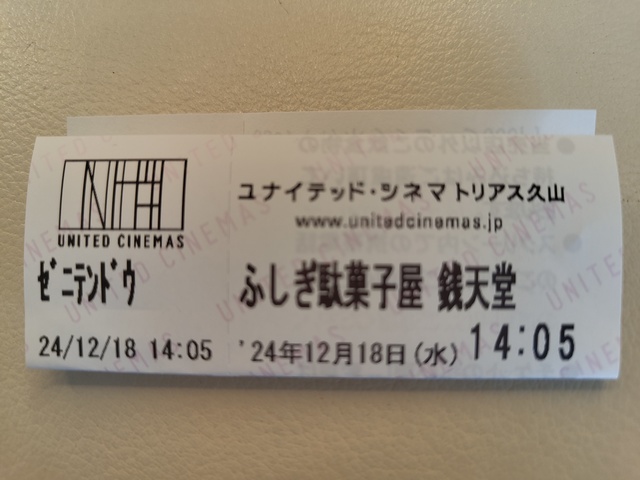 UNITED CINEMAS
ゼニテンドウ
24/12/18 14:05
ユナイテッド・シネマ トリアス久山
www.unitedcinemas.jp
ふしぎ駄菓子屋 銭天堂
'24年12月18日(水) 14:05